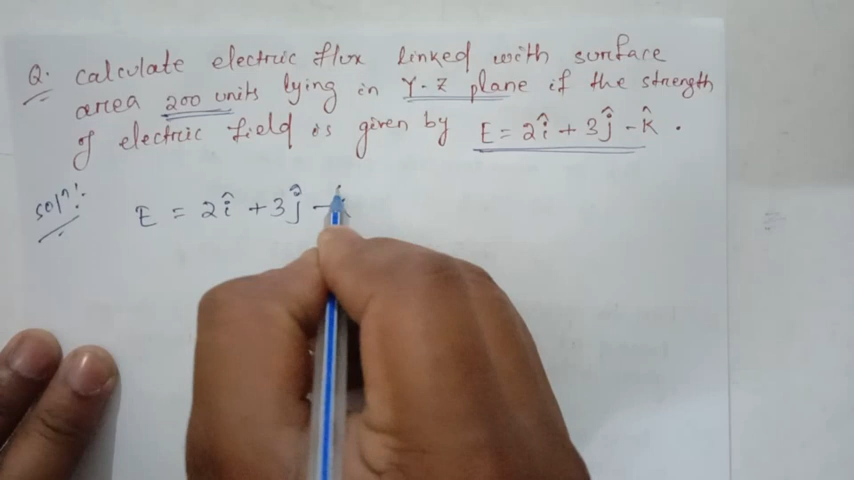 Q. calculate electric flux linked with surface
area 200 units lying in Y-Z plane if the strength
of electric field is given by E = 2î + 3ĵ - k̂ .
solⁿ:
E = 2î + 3ĵ -